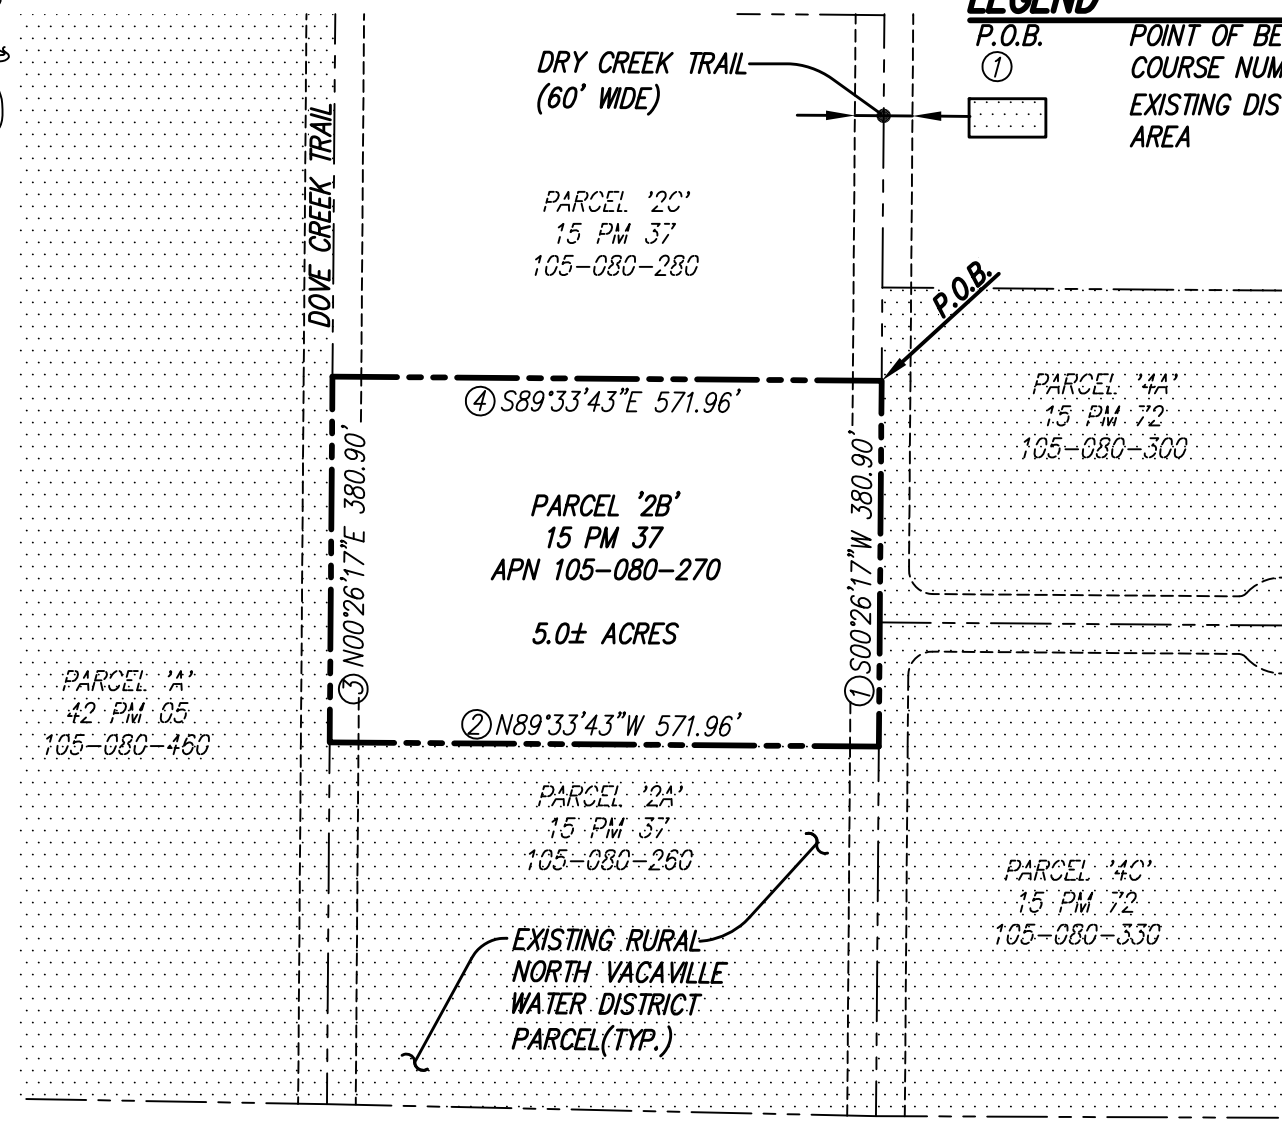 LEGEND
P.O.B. POINT OF BE
1 COURSE NUM
EXISTING DIS
AREA
DRY CREEK TRAIL
(60' WIDE)
DOVE CREEK TRAIL
PARCEL '2C'
15 PM 37
105-080-280
P.O.B.
PARCEL '4A'
15 PM 72
105-080-300
4 S89°33'43"E 571.96'
3 N00°26'17"E 380.90'
1 S00°26'17"W 380.90'
PARCEL '2B'
15 PM 37
APN 105-080-270
5.0± ACRES
2 N89°33'43"W 571.96'
PARCEL 'A'
42 PM 05
105-080-460
PARCEL '2A'
15 PM 37
105-080-260
PARCEL '4C'
15 PM 72
105-080-330
EXISTING RURAL
NORTH VACAVILLE
WATER DISTRICT
PARCEL(TYP.)